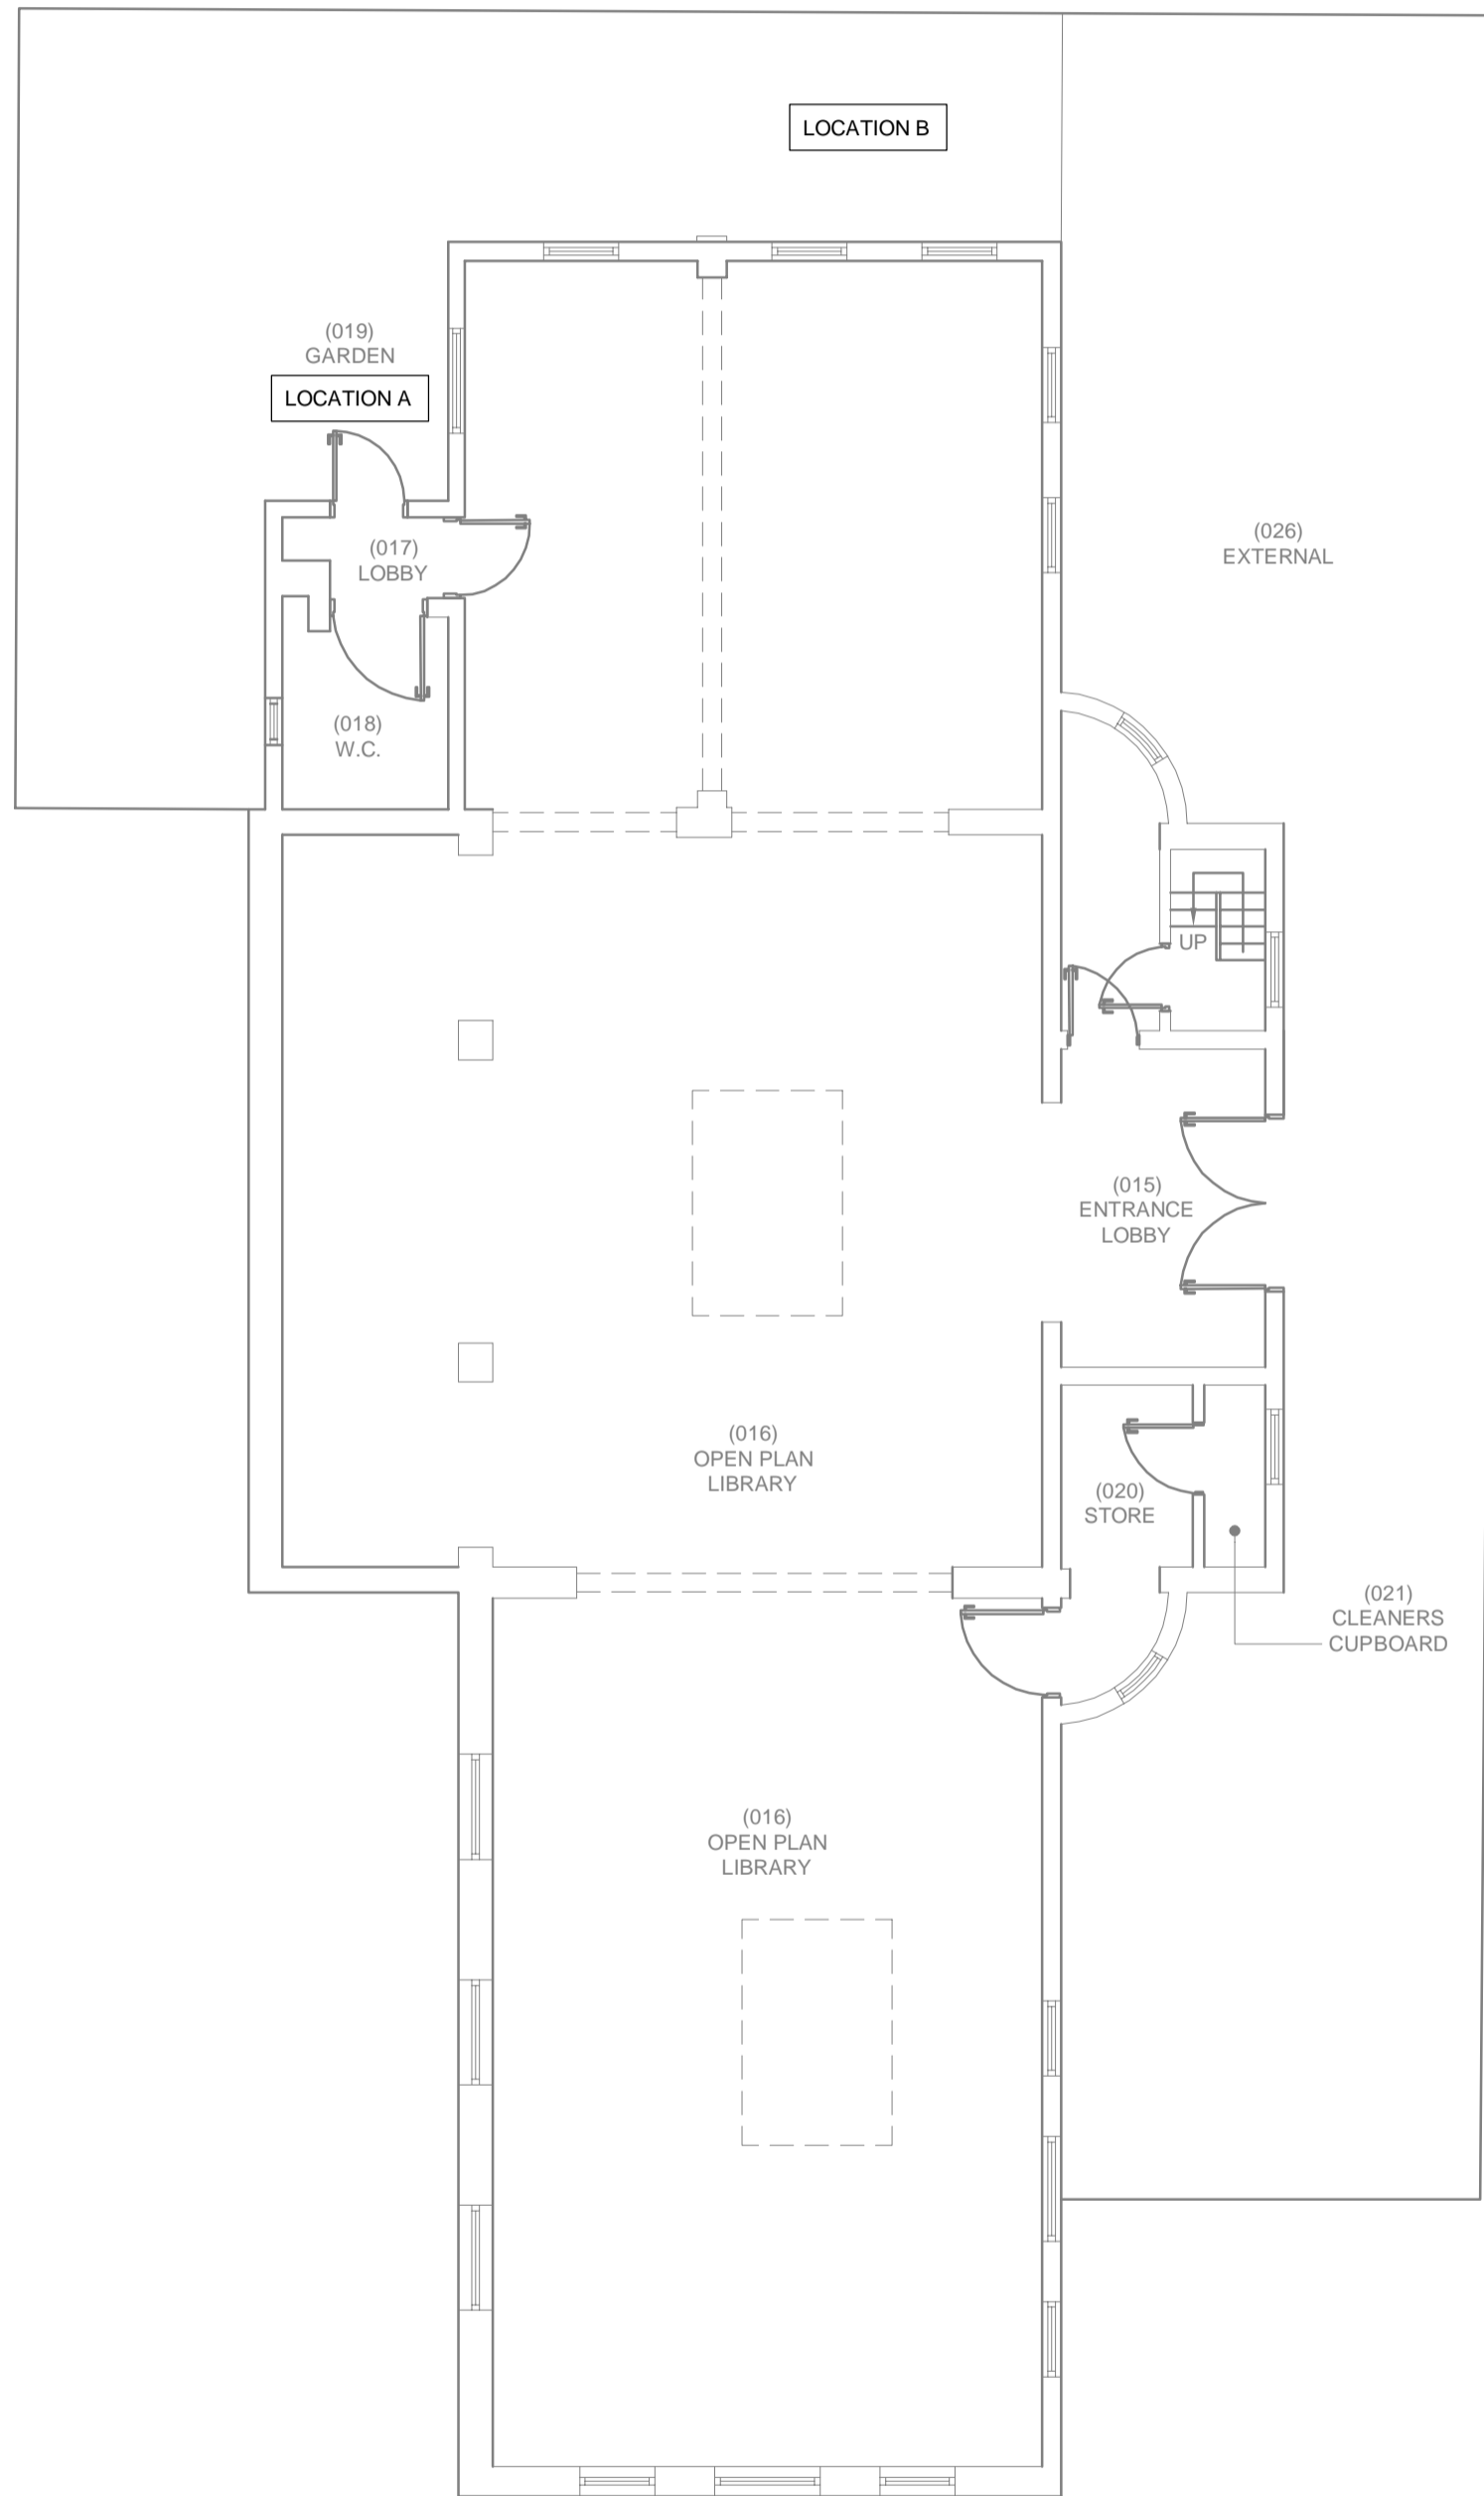 LOCATION B
(019)
GARDEN
LOCATION A
(017)
LOBBY
(026)
EXTERNAL
(018)
W.C.
UP
(015)
ENTRANCE
LOBBY
(016)
OPEN PLAN
LIBRARY
(020)
STORE
(021)
CLEANERS
CUPBOARD
(016)
OPEN PLAN
LIBRARY